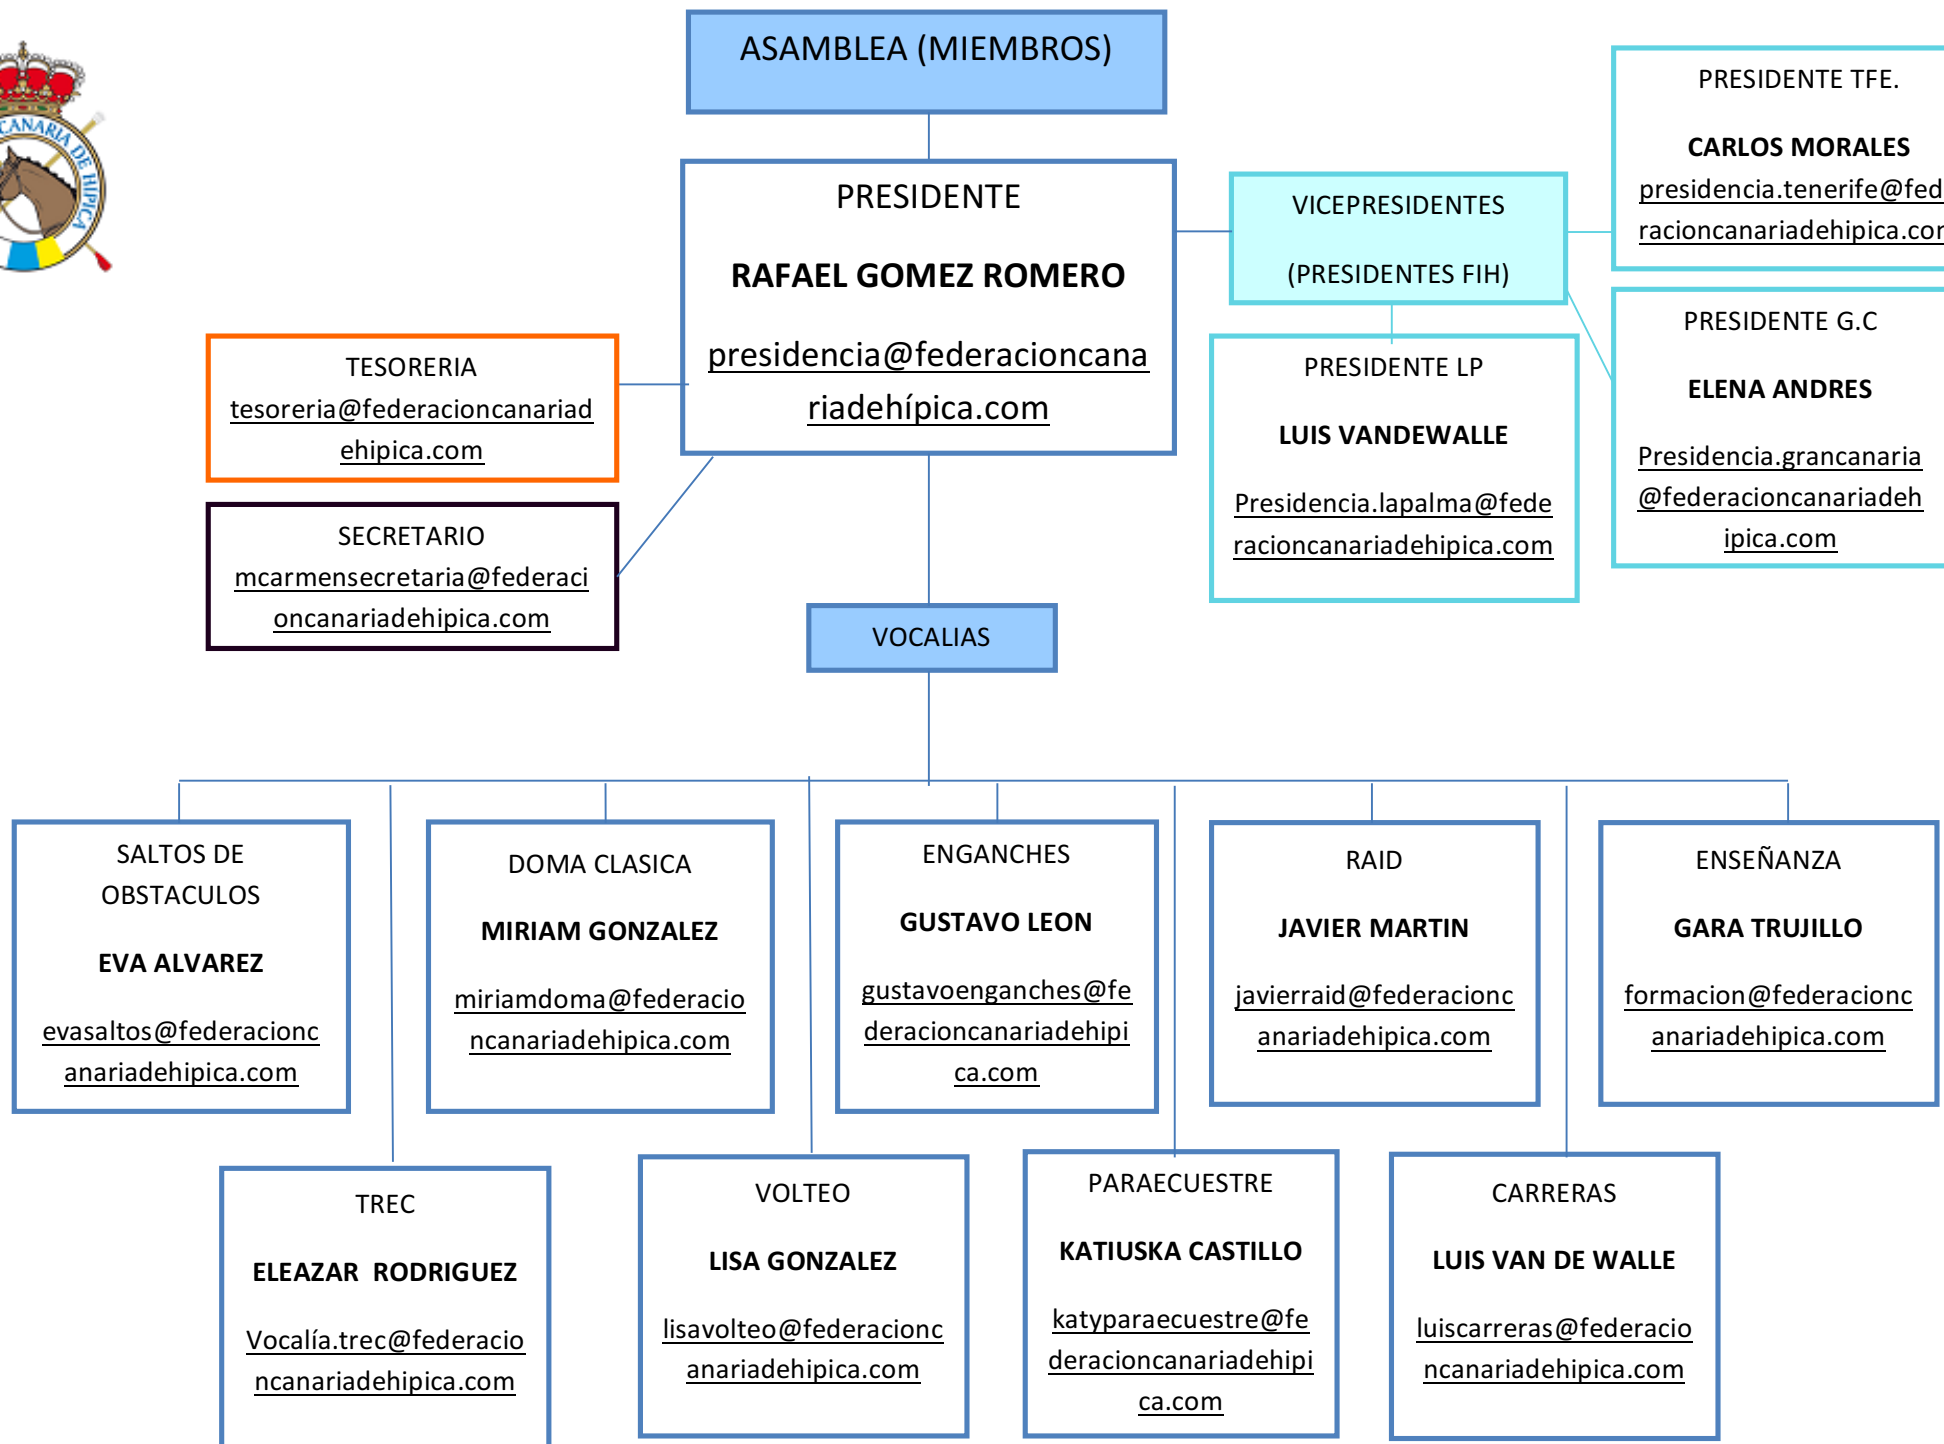 ASAMBLEA (MIEMBROS)
CANARIA DE HIPICA
PRESIDENTE
RAFAEL GOMEZ ROMERO
presidencia@federacioncana
riadehípica.com
VICEPRESIDENTES
(PRESIDENTES FIH)
PRESIDENTE TFE.
CARLOS MORALES
presidencia.tenerife@fed
racioncanariadehipica.com
PRESIDENTE G.C
ELENA ANDRES
Presidencia.grancanaria
@federacioncanariadeh
ipica.com
PRESIDENTE LP
LUIS VANDEWALLE
Presidencia.lapalma@fede
racioncanariadehipica.com
TESORERIA
tesoreria@federacioncanariad
ehipica.com
SECRETARIO
mcarmensecretaria@federaci
oncanariadehipica.com
VOCALIAS
SALTOS DE
OBSTACULOS
EVA ALVAREZ
evasaltos@federacionc
anariadehipica.com
DOMA CLASICA
MIRIAM GONZALEZ
miriamdoma@federacio
ncanariadehipica.com
ENGANCHES
GUSTAVO LEON
gustavoenganches@fe
deracioncanariadehipi
ca.com
RAID
JAVIER MARTIN
javierraid@federacionc
anariadehipica.com
ENSEÑANZA
GARA TRUJILLO
formacion@federacionc
anariadehipica.com
TREC
ELEAZAR  RODRIGUEZ
Vocalía.trec@federacio
ncanariadehipica.com
VOLTEO
LISA GONZALEZ
lisavolteo@federacionc
anariadehipica.com
PARAECUESTRE
KATIUSKA CASTILLO
katyparaecuestre@fe
deracioncanariadehipi
ca.com
CARRERAS
LUIS VAN DE WALLE
luiscarreras@federacio
ncanariadehipica.com